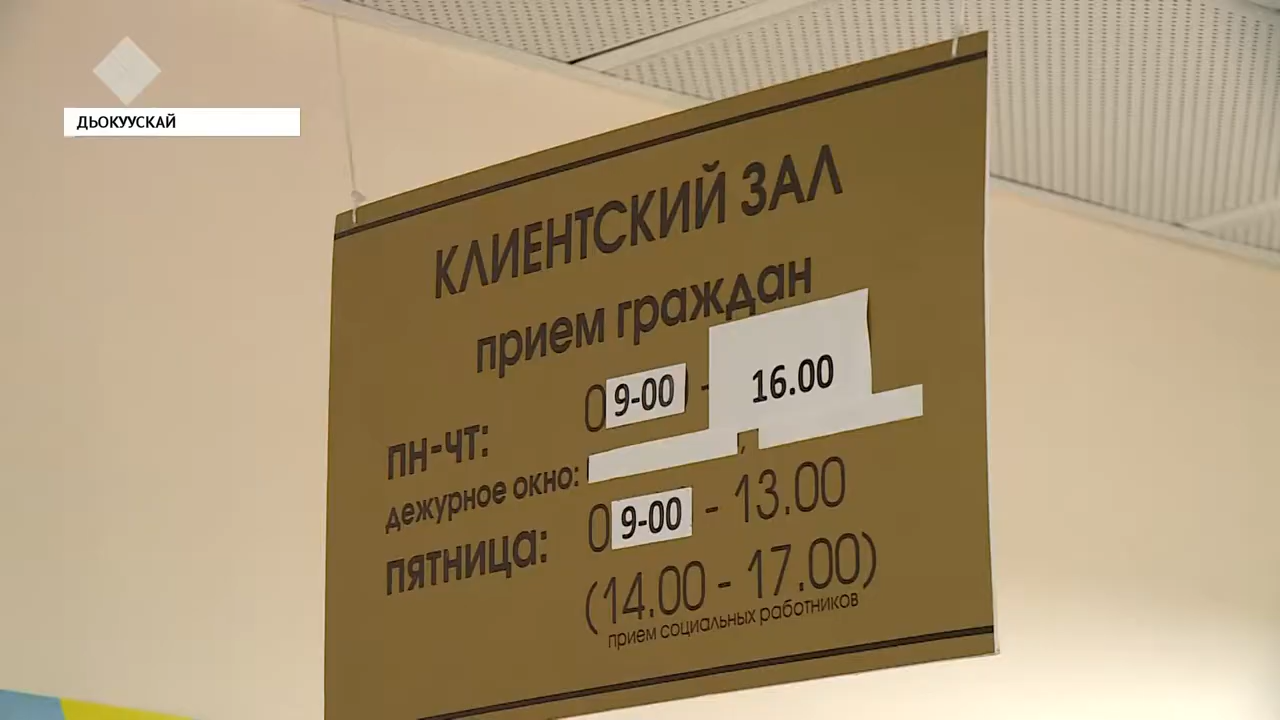 ДЬОКУУСКАЙ
КЛИЕНТСКИЙ ЗАЛ
прием граждан
ПН-ЧТ: 09-00 - 16.00
дежурное окно: ,
ПЯТНИЦА: 09-00 - 13.00
(14.00 - 17.00)
прием социальных работников